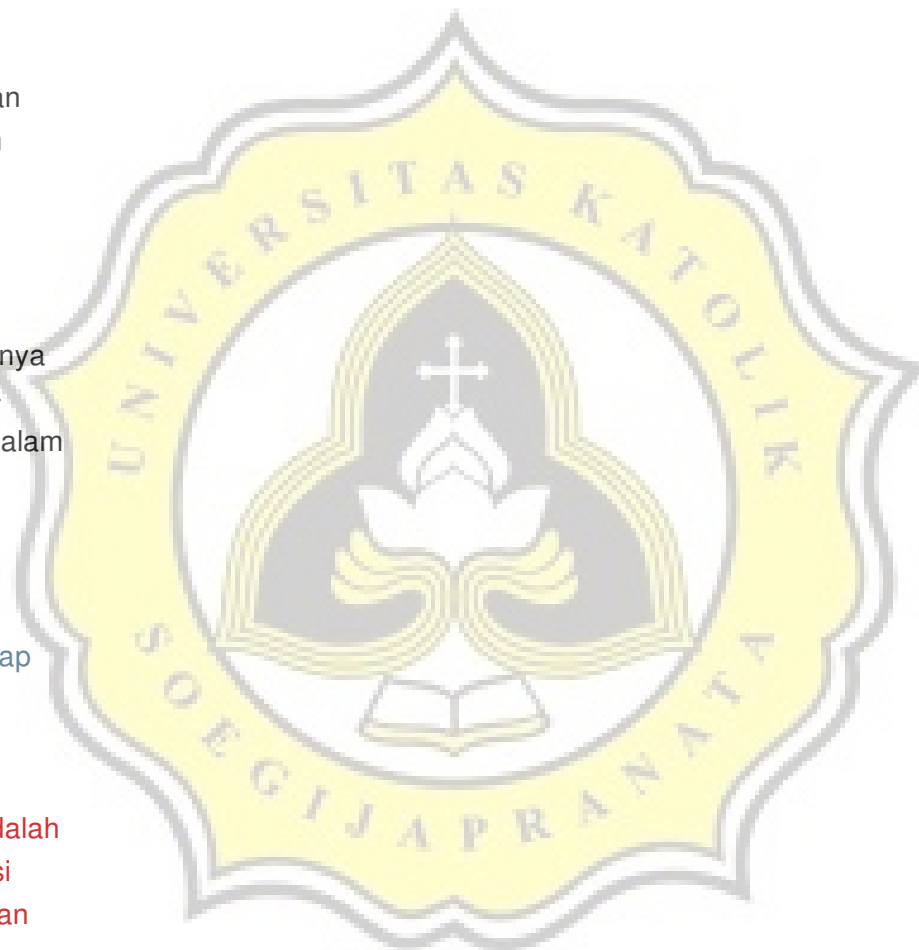 an
nya
alam
UNIVERSITAS KATOLIK
ap
SOEGIJAPRANATA
dalah
si
an